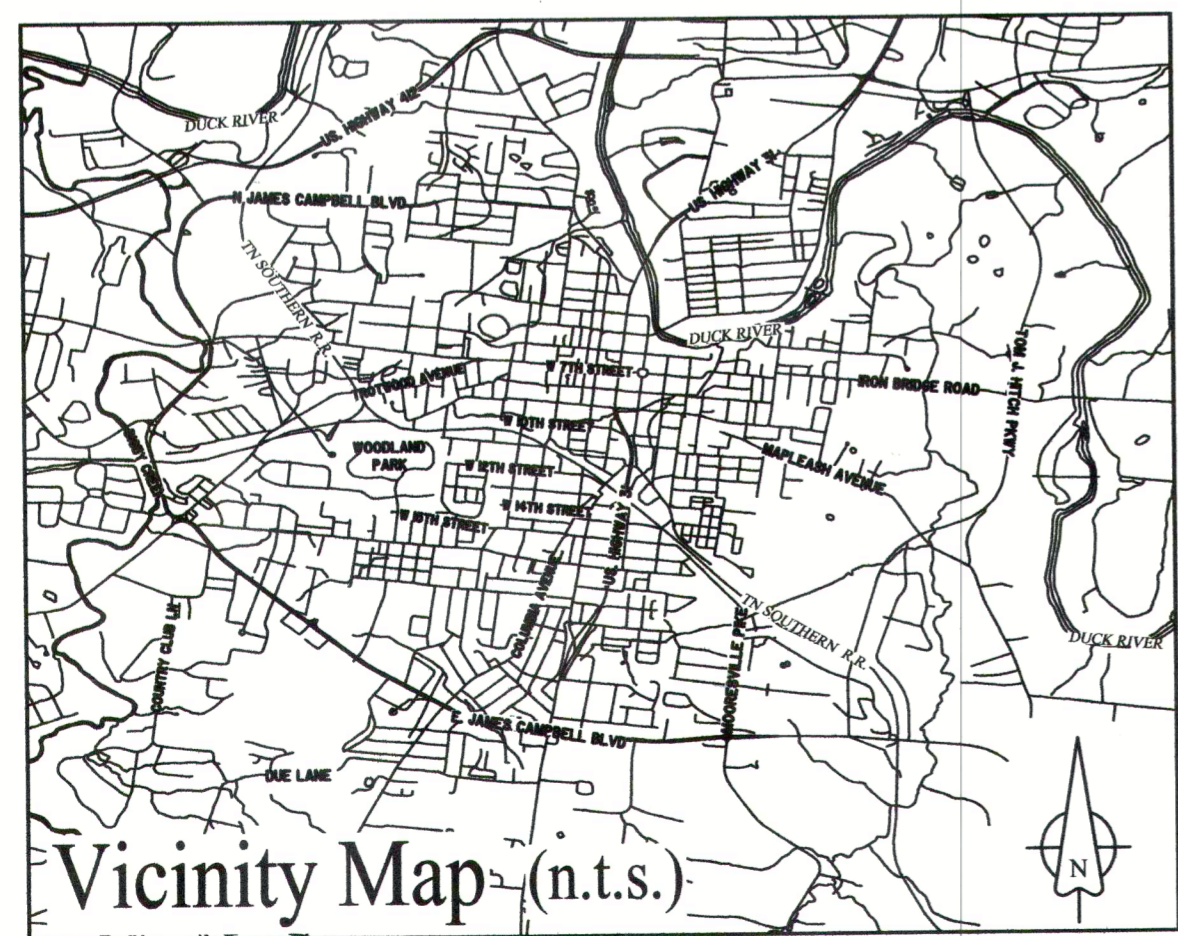 DUCK RIVER
U.S. HIGHWAY 412
U.S. HIGHWAY 31
N. JAMES CAMPBELL BLVD.
TN SOUTHERN R.R.
DUCK RIVER
W 7TH STREET
TROTWOOD AVENUE
IRON BRIDGE ROAD
TOM J. HITCH PKWY
W 10TH STREET
WOODLAND
PARK
MAPLEASH AVENUE
W 12TH STREET
W 14TH STREET
W 16TH STREET
U.S. HIGHWAY 31
COLUMBIA AVENUE
TN SOUTHERN R.R.
DUCK RIVER
COUNTRY CLUB LN.
MOORESVILLE PIKE
E. JAMES CAMPBELL BLVD
DUE LANE
Vicinity Map (n.t.s.)
N